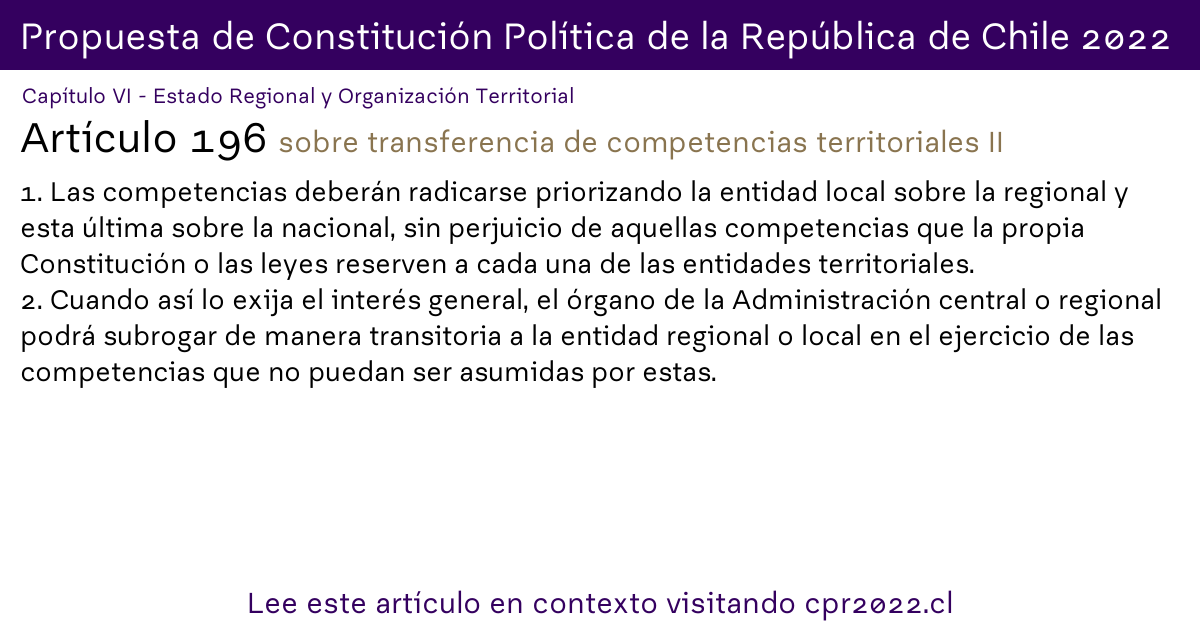 Propuesta de Constitución Política de la República de Chile 2022
Capítulo VI - Estado Regional y Organización Territorial
Artículo 196 sobre transferencia de competencias territoriales II
1. Las competencias deberán radicarse priorizando la entidad local sobre la regional y
esta última sobre la nacional, sin perjuicio de aquellas competencias que la propia
Constitución o las leyes reserven a cada una de las entidades territoriales.
2. Cuando así lo exija el interés general, el órgano de la Administración central o regional
podrá subrogar de manera transitoria a la entidad regional o local en el ejercicio de las
competencias que no puedan ser asumidas por estas.
Lee este artículo en contexto visitando cpr2022.cl